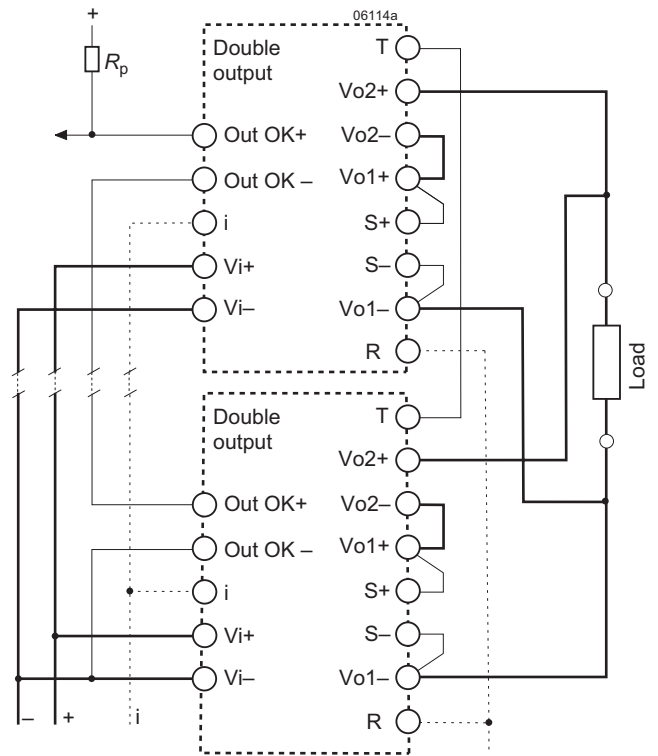 06114a
+
Rp
Double
output
T
Vo2+
Out OK+
Vo2–
Out OK –
Vo1+
i
S+
Vi+
S–
Vi–
Vo1–
R
Load
Double
output
T
Vo2+
Out OK+
Vo2–
Out OK –
Vo1+
i
S+
Vi+
S–
Vi–
Vo1–
R
– + i